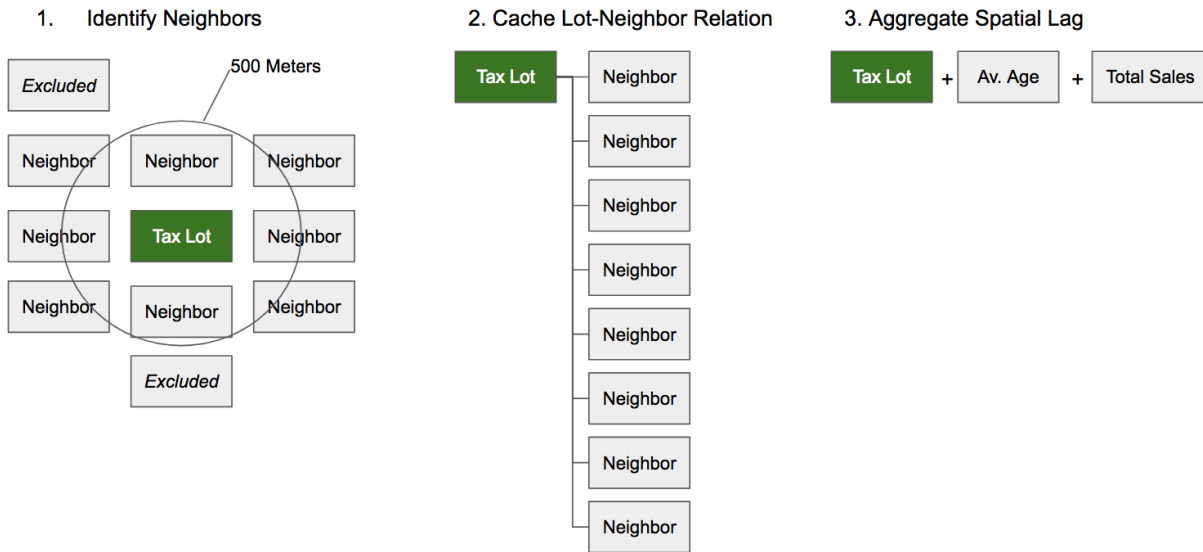 1. Identify Neighbors
500 Meters
Excluded
Neighbor
Neighbor
Neighbor
Neighbor
Tax Lot
Neighbor
Neighbor
Neighbor
Neighbor
Excluded
2. Cache Lot-Neighbor Relation
Tax Lot
Neighbor
Neighbor
Neighbor
Neighbor
Neighbor
Neighbor
Neighbor
Neighbor
3. Aggregate Spatial Lag
Tax Lot + Av. Age + Total Sales